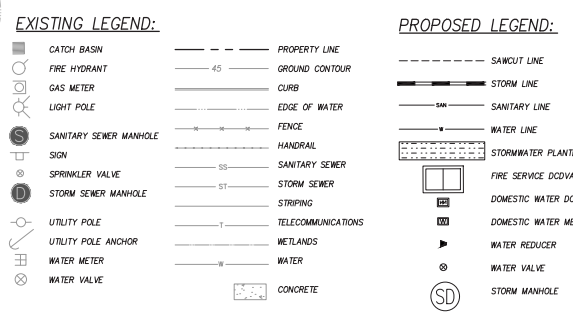 EXISTING LEGEND:
CATCH BASIN
FIRE HYDRANT
GAS METER
LIGHT POLE
S SANITARY SEWER MANHOLE
SIGN
SPRINKLER VALVE
D STORM SEWER MANHOLE
UTILITY POLE
UTILITY POLE ANCHOR
WATER METER
WATER VALVE
PROPERTY LINE
45 GROUND CONTOUR
CURB
EDGE OF WATER
FENCE
HANDRAIL
SS SANITARY SEWER
ST STORM SEWER
STRIPING
T TELECOMMUNICATIONS
WETLANDS
W WATER
CONCRETE
PROPOSED LEGEND:
SAWCUT LINE
STORM LINE
SAN SANITARY LINE
W WATER LINE
STORMWATER PLANT
FIRE SERVICE DCDVA
DOMESTIC WATER DC
W DOMESTIC WATER ME
WATER REDUCER
WATER VALVE
SD STORM MANHOLE